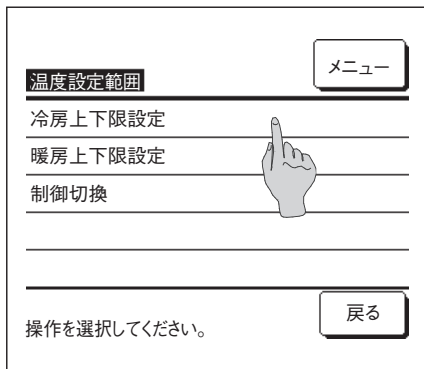 メニュー
温度設定範囲
冷房上下限設定
暖房上下限設定
制御切換
戻る
操作を選択してください。